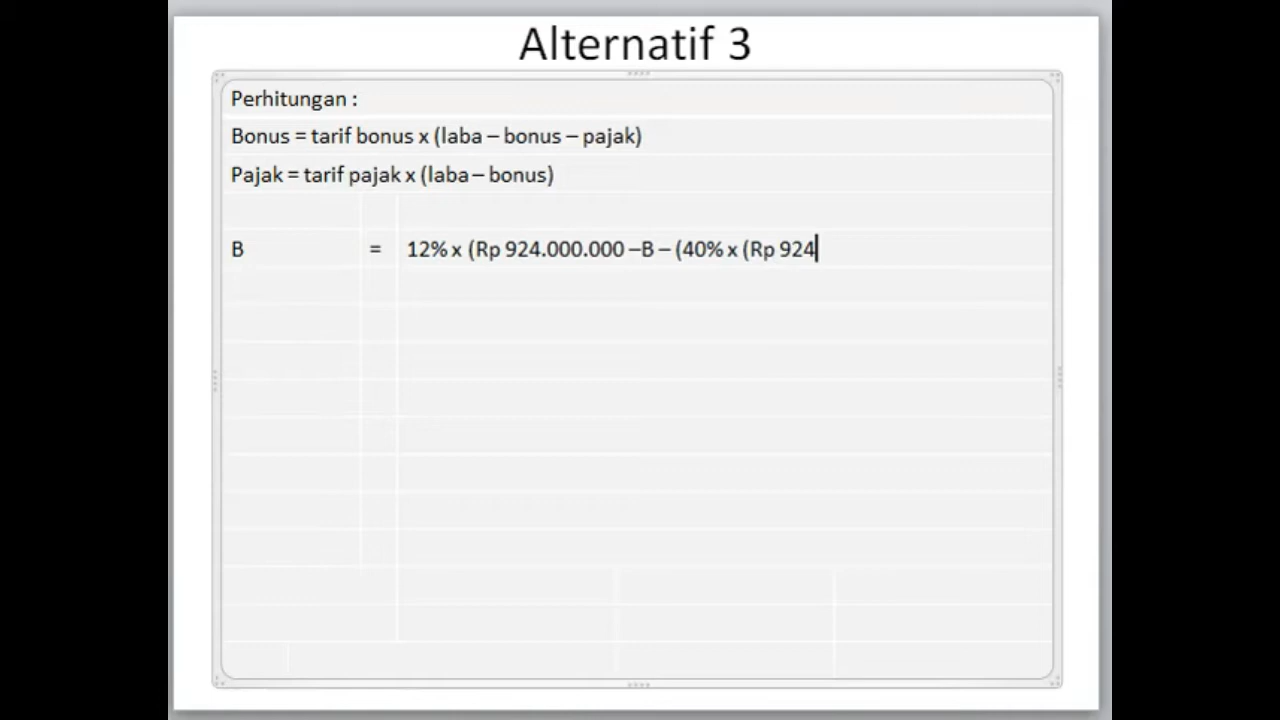 Alternatif 3
Perhitungan :
Bonus = tarif bonus x (laba – bonus – pajak)
Pajak = tarif pajak x (laba – bonus)
B = 12% x (Rp 924.000.000 –B – (40% x (Rp 924